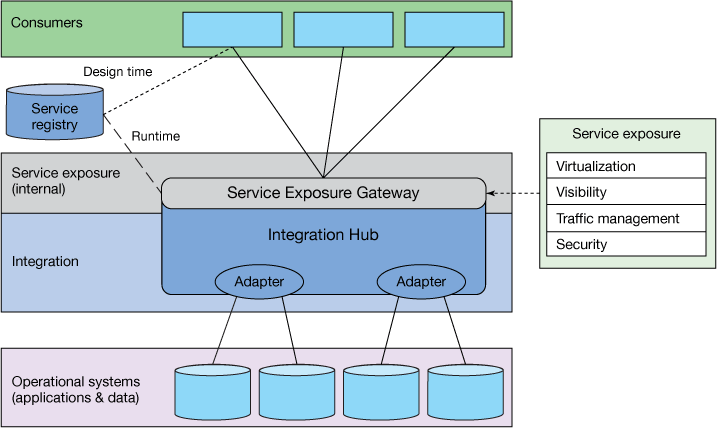 Consumers
Design time
Service
registry
Runtime
Service exposure
Virtualization
Visibility
Traffic management
Security
Service exposure
(internal)
Service Exposure Gateway
Integration Hub
Integration
Adapter
Adapter
Operational systems
(applications & data)